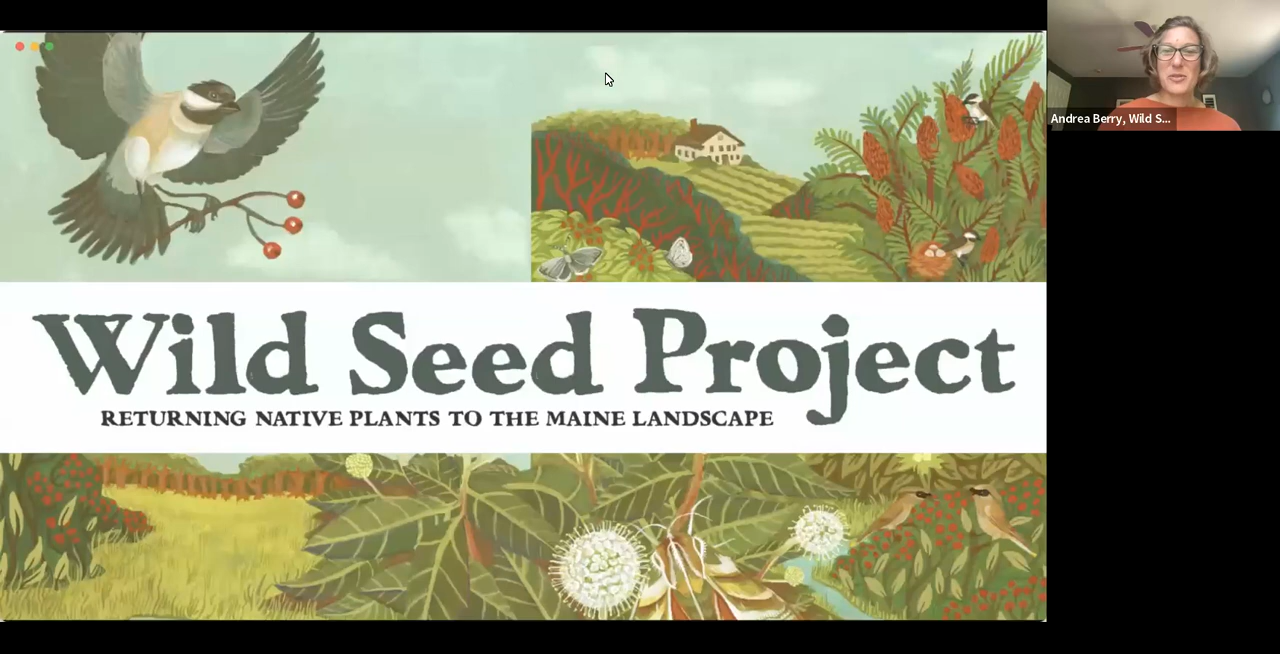 Andrea Berry, Wild S...
Wild Seed Project
RETURNING NATIVE PLANTS TO THE MAINE LANDSCAPE